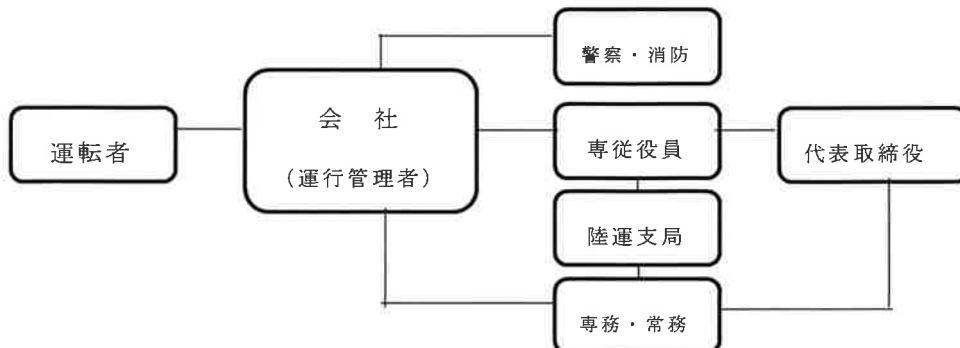 警察・消防
運転者
会 社
(運行管理者)
専従役員
代表取締役
陸運支局
専務・常務